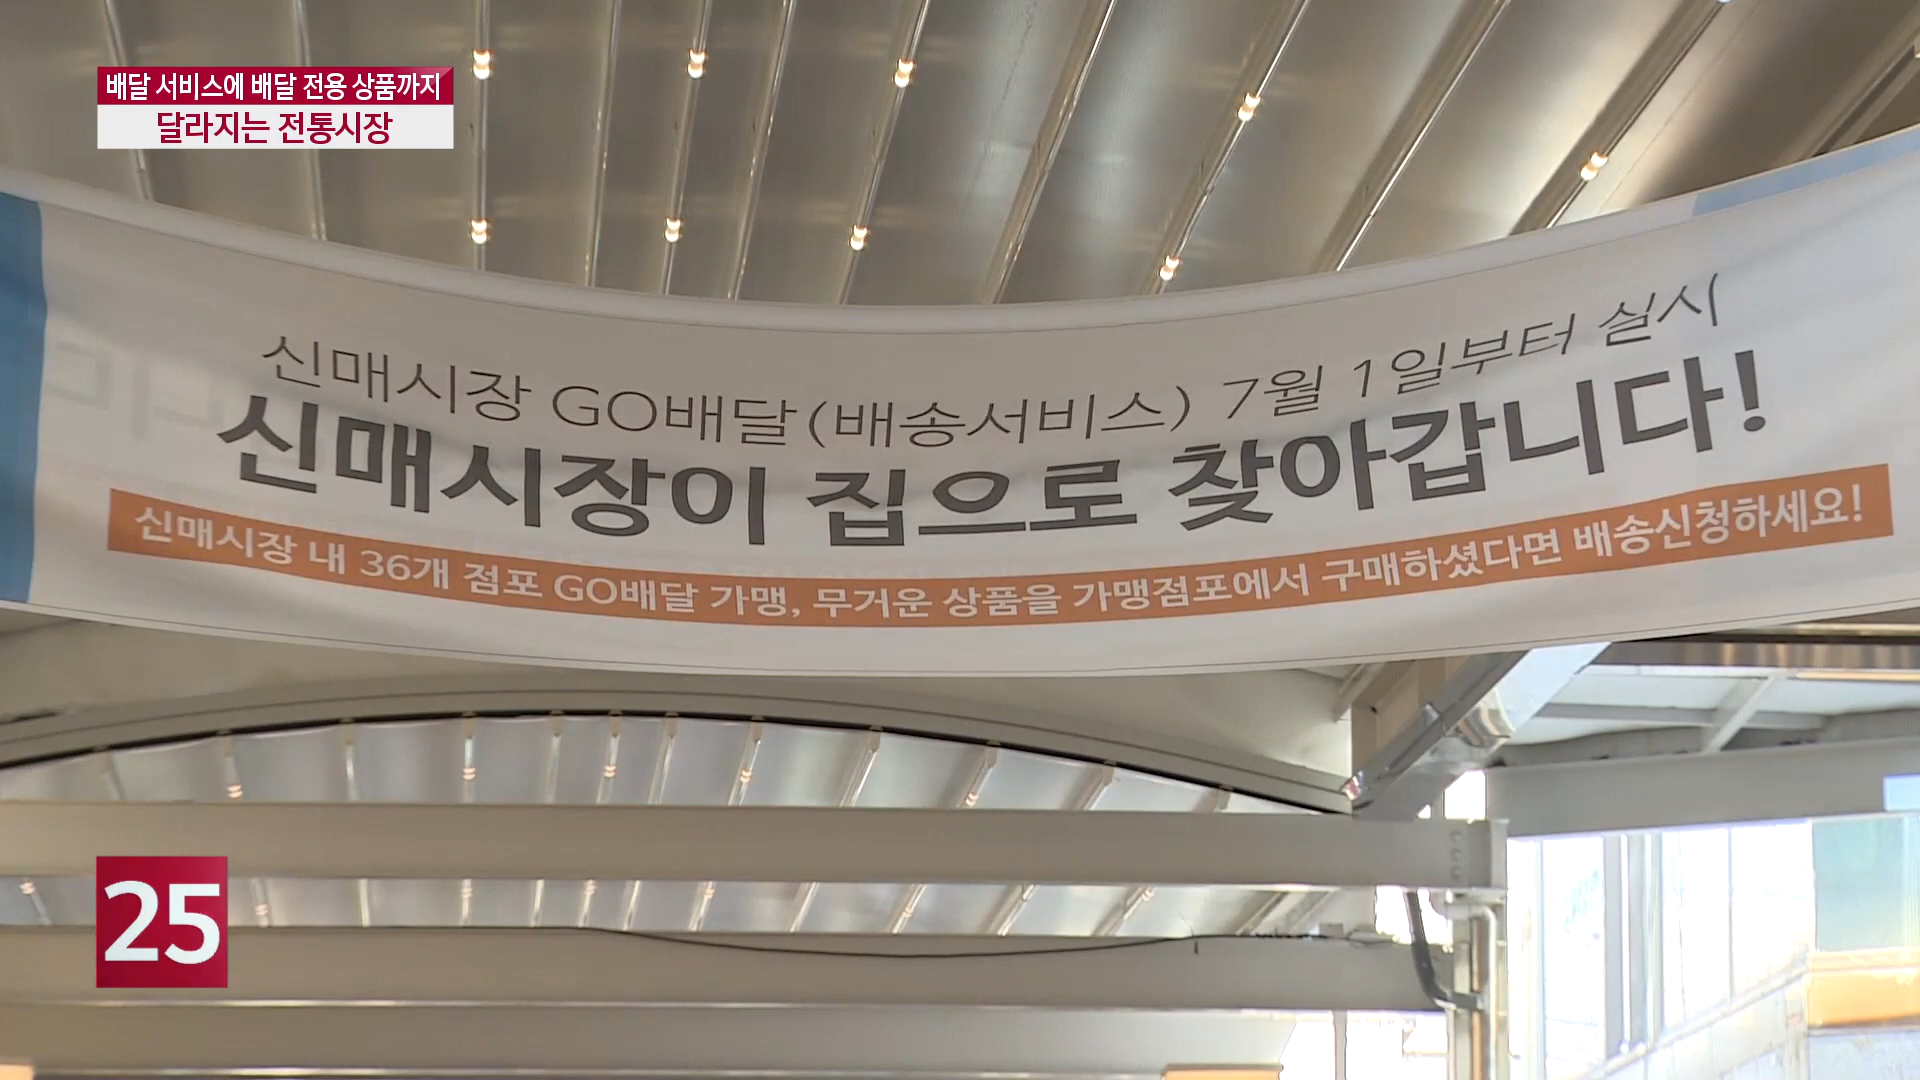 배달 서비스에 배달 전용 상품까지
달라지는 전통시장
신매시장 GO배달(배송서비스) 7월 1일부터 실시
신매시장이 집으로 찾아갑니다!
신매시장 내 36개 점포 GO배달 가맹, 무거운 상품을 가맹점포에서 구매하셨다면 배송신청하세요!
25